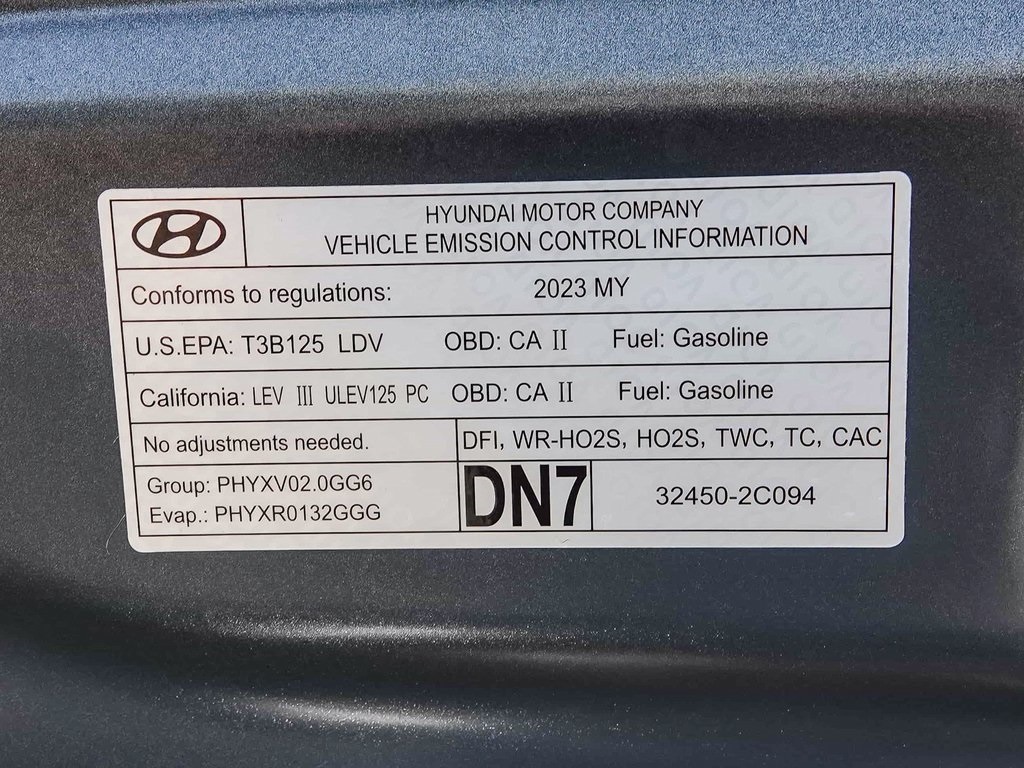 HYUNDAI MOTOR COMPANY
VEHICLE EMISSION CONTROL INFORMATION
Conforms to regulations: 2023 MY
U.S.EPA: T3B125 LDV OBD: CA II Fuel: Gasoline
California: LEV III ULEV125 PC OBD: CA II Fuel: Gasoline
No adjustments needed. DFI, WR-HO2S, HO2S, TWC, TC, CAC
Group: PHYXV02.0GG6
Evap.: PHYXR0132GGG
DN7
32450-2C094